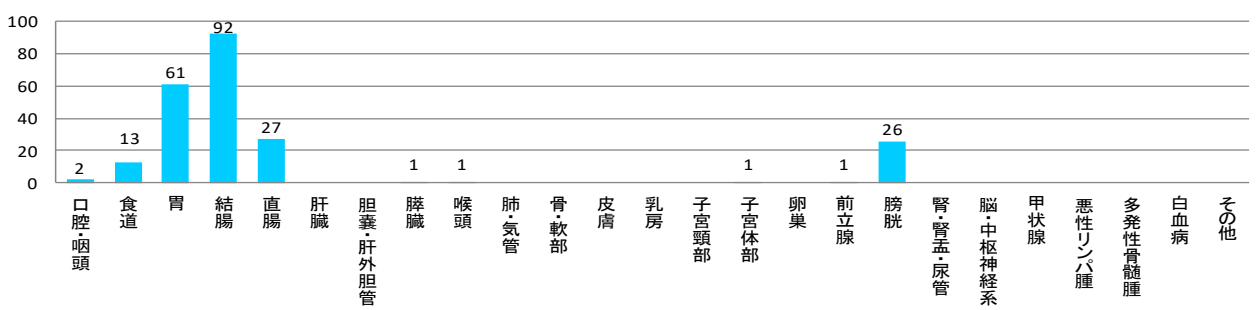 100
80
60
40
20
0
2
13
61
92
27
1
1
1
1
26
口腔・咽頭
食道
胃
結腸
直腸
肝臓
胆嚢・肝外胆管
膵臓
喉頭
肺・気管
骨・軟部
皮膚
乳房
子宮頸部
子宮体部
卵巣
前立腺
膀胱
腎・腎盂・尿管
脳・中枢神経系
甲状腺
悪性リンパ腫
多発性骨髄腫
白血病
その他